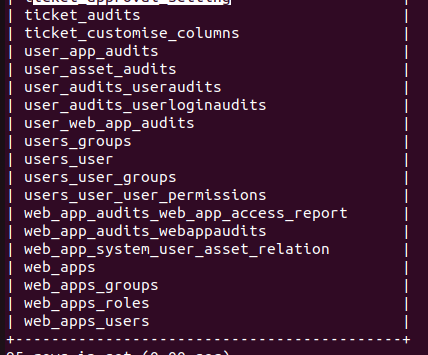 | ticket_approval_setting |
| ticket_audits |
| ticket_customise_columns |
| user_app_audits |
| user_asset_audits |
| user_audits_useraudits |
| user_audits_userloginaudits |
| user_web_app_audits |
| users_groups |
| users_user |
| users_user_groups |
| users_user_user_permissions |
| web_app_audits_web_app_access_report |
| web_app_audits_webappaudits |
| web_app_system_user_asset_relation |
| web_apps |
| web_apps_groups |
| web_apps_roles |
| web_apps_users |
+--------------------------------------------+
95 rows in set (0.00 sec)